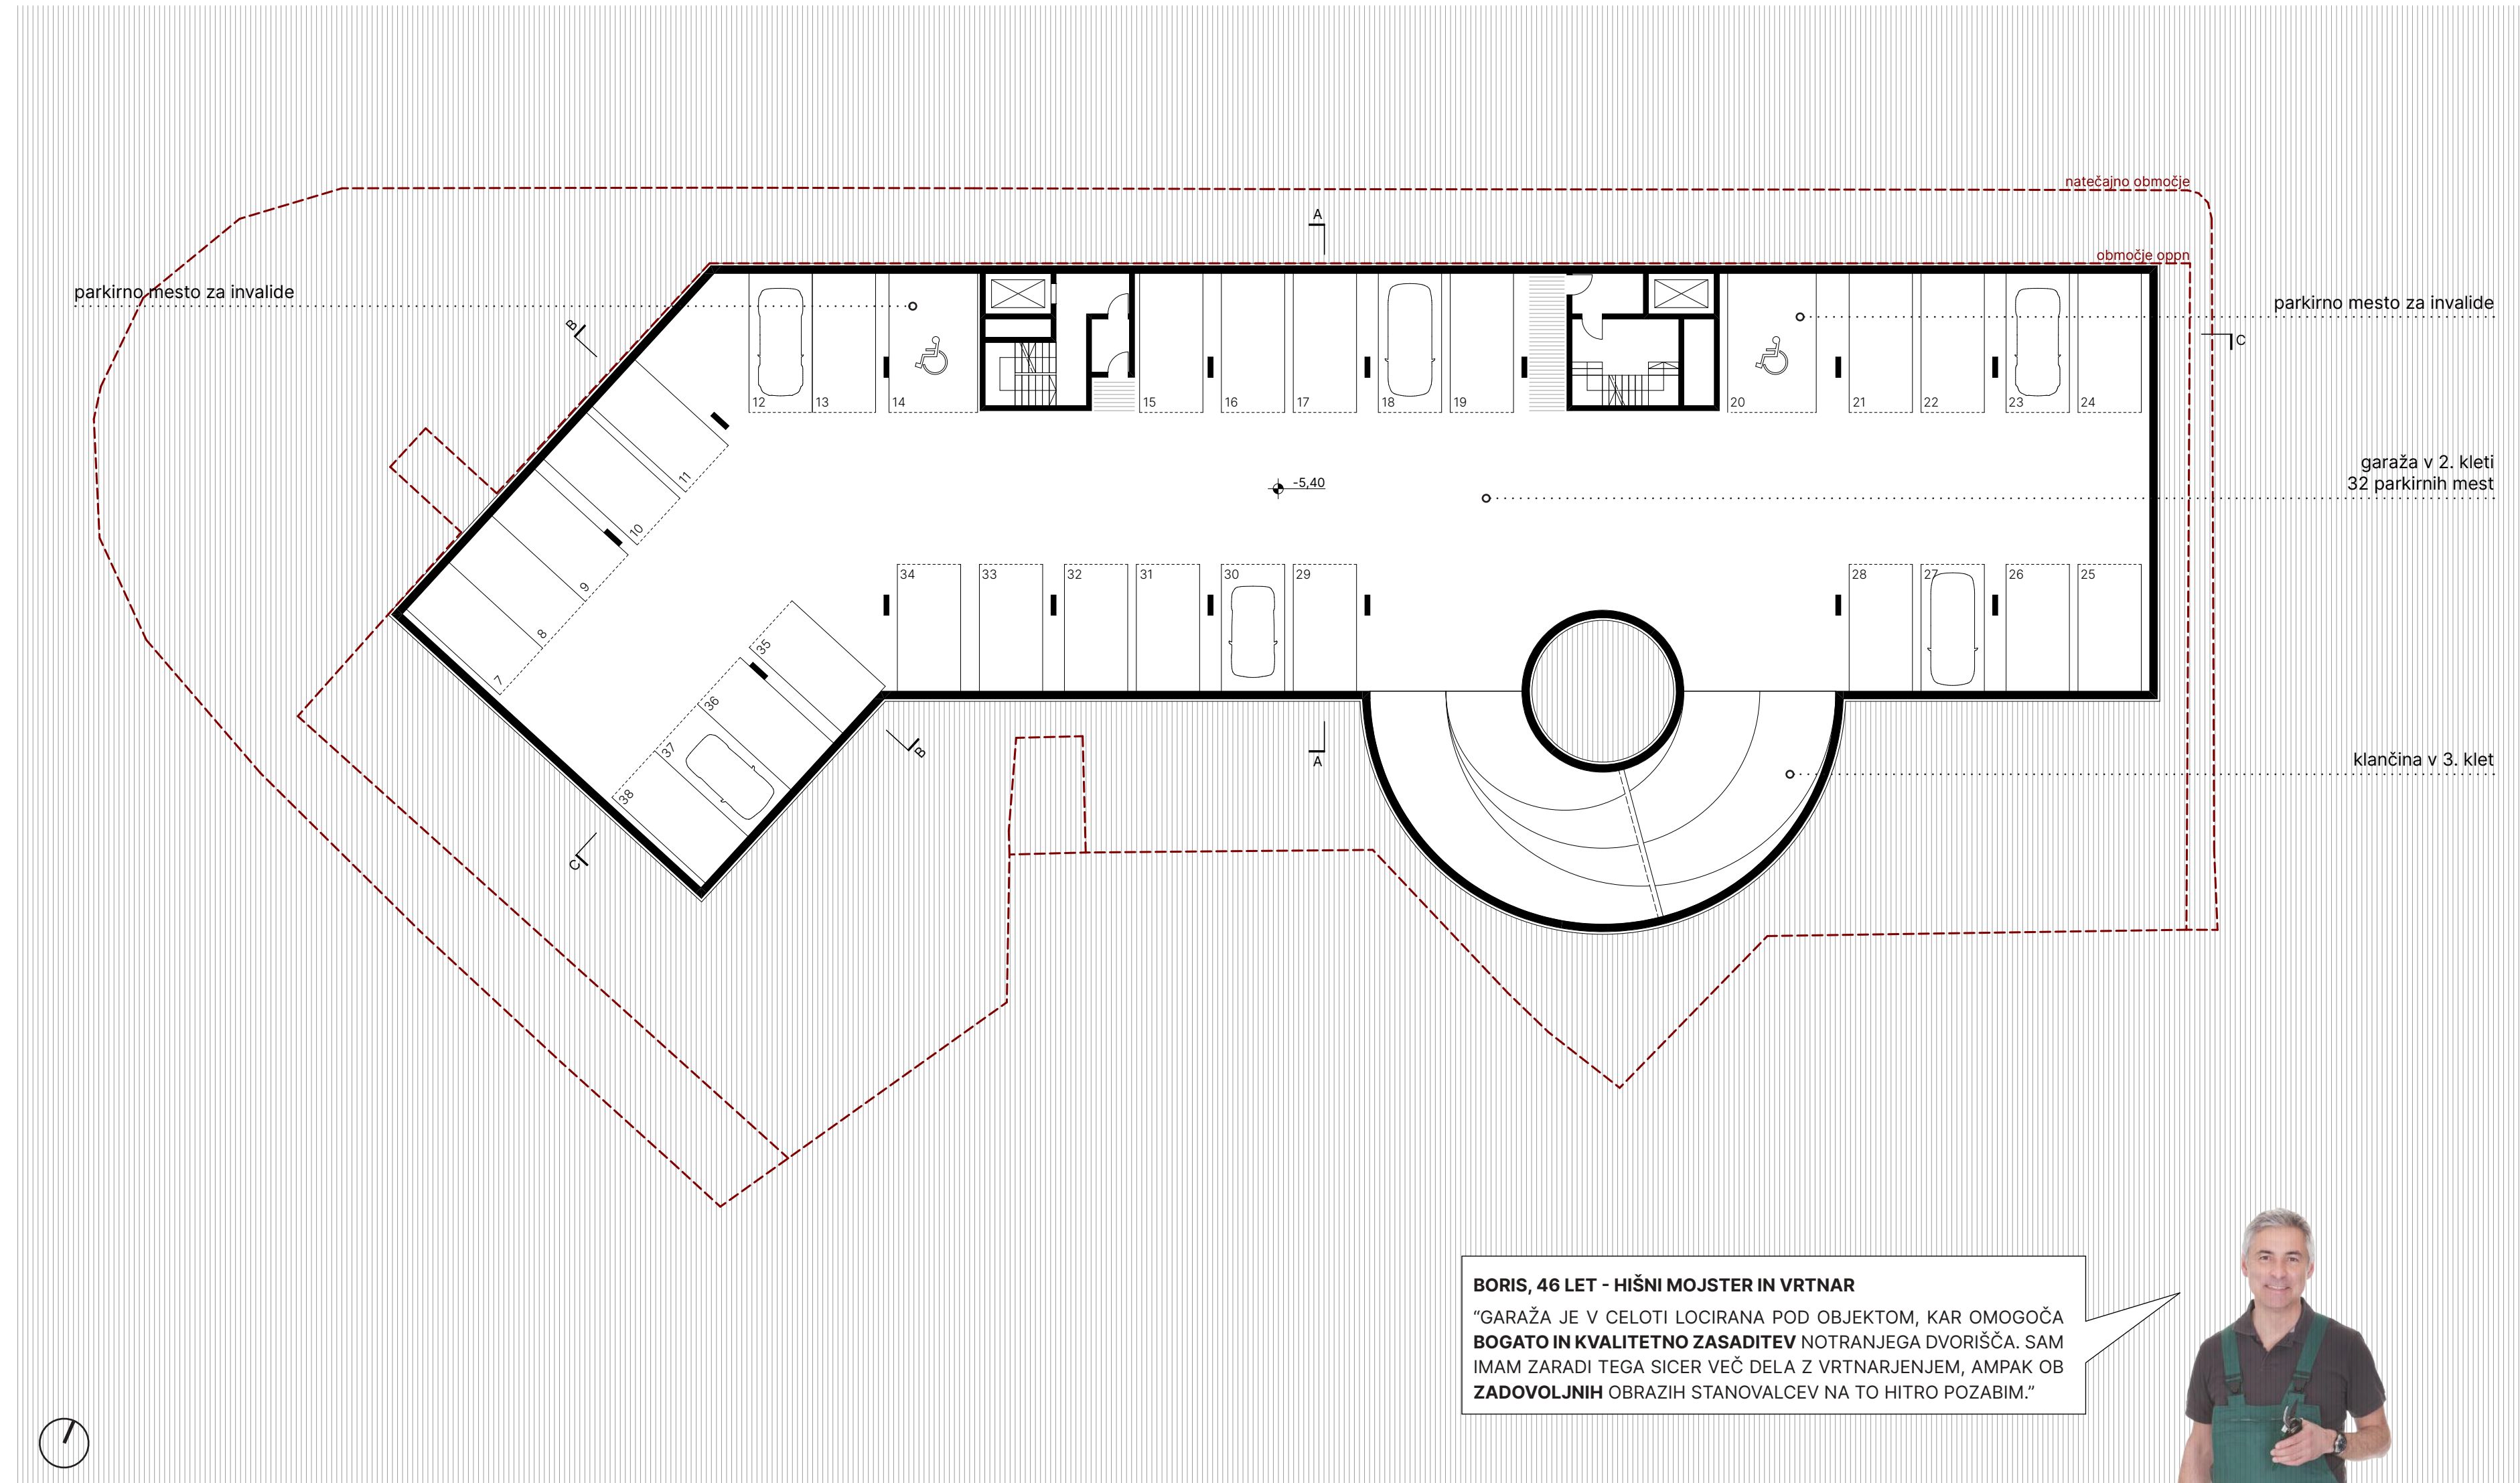 natečajno območje
A
območje oppn
parkirno mesto za invalide
parkirno mesto za invalide
B
C
12
13
14
15
16
17
18
19
20
21
22
23
24
11
10
9
8
7
-5,40
garaža v 2. kleti
32 parkirnih mest
34
33
32
31
30
29
28
27
26
25
35
36
37
38
B
A
C
klančina v 3. klet
BORIS, 46 LET - HIŠNI MOJSTER IN VRTNAR
“GARAŽA JE V CELOTI LOCIRANA POD OBJEKTOM, KAR OMOGOČA
BOGATO IN KVALITETNO ZASADITEV NOTRANJEGA DVORIŠČA. SAM
IMAM ZARADI TEGA SICER VEČ DELA Z VRTNARJENJEM, AMPAK OB
ZADOVOLJNIH OBRAZIH STANOVALCEV NA TO HITRO POZABIM.”